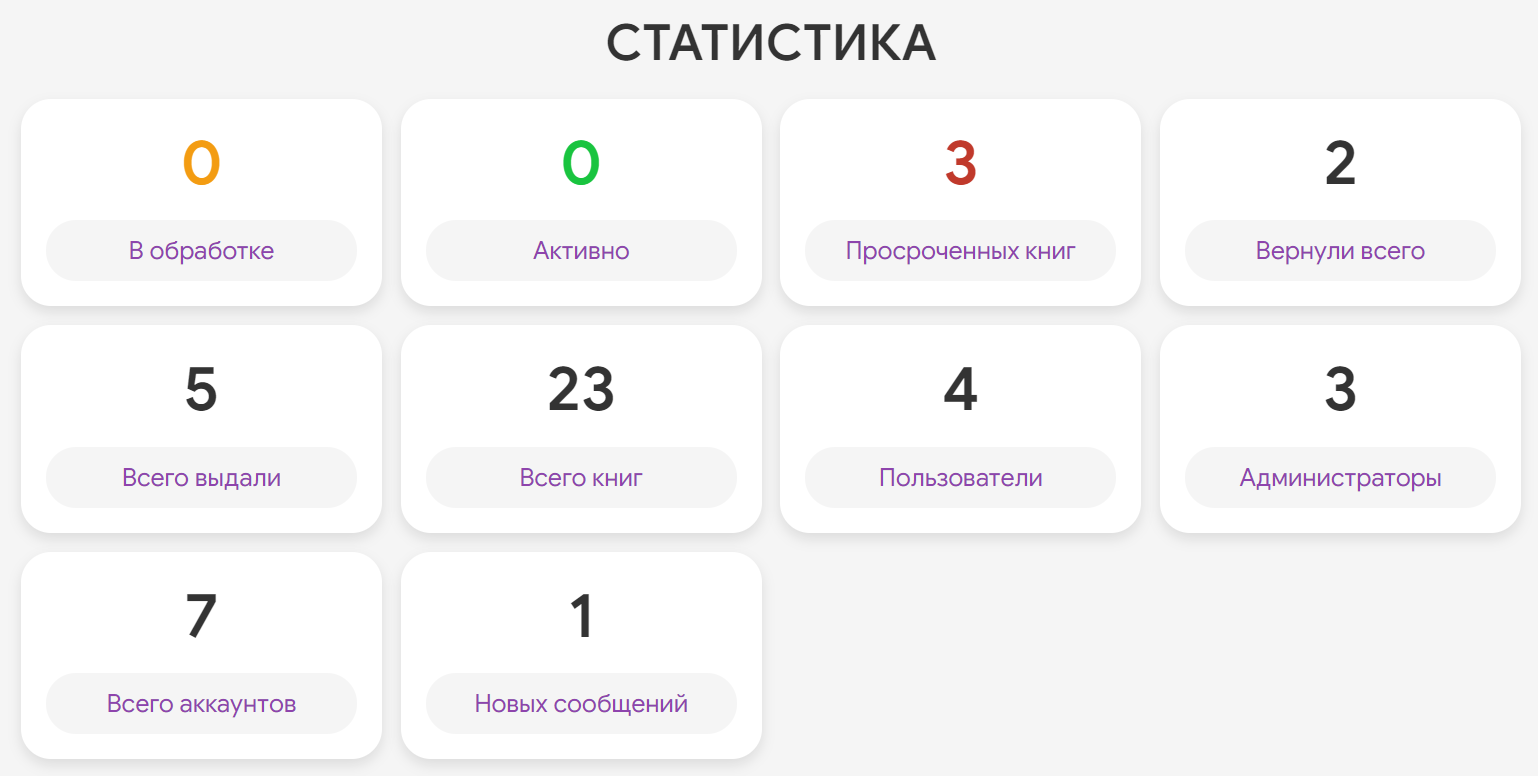 СТАТИСТИКА
0
В обработке
0
Активно
3
Просроченных книг
2
Вернули всего
5
Всего выдали
23
Всего книг
4
Пользователи
3
Администраторы
7
Всего аккаунтов
1
Новых сообщений